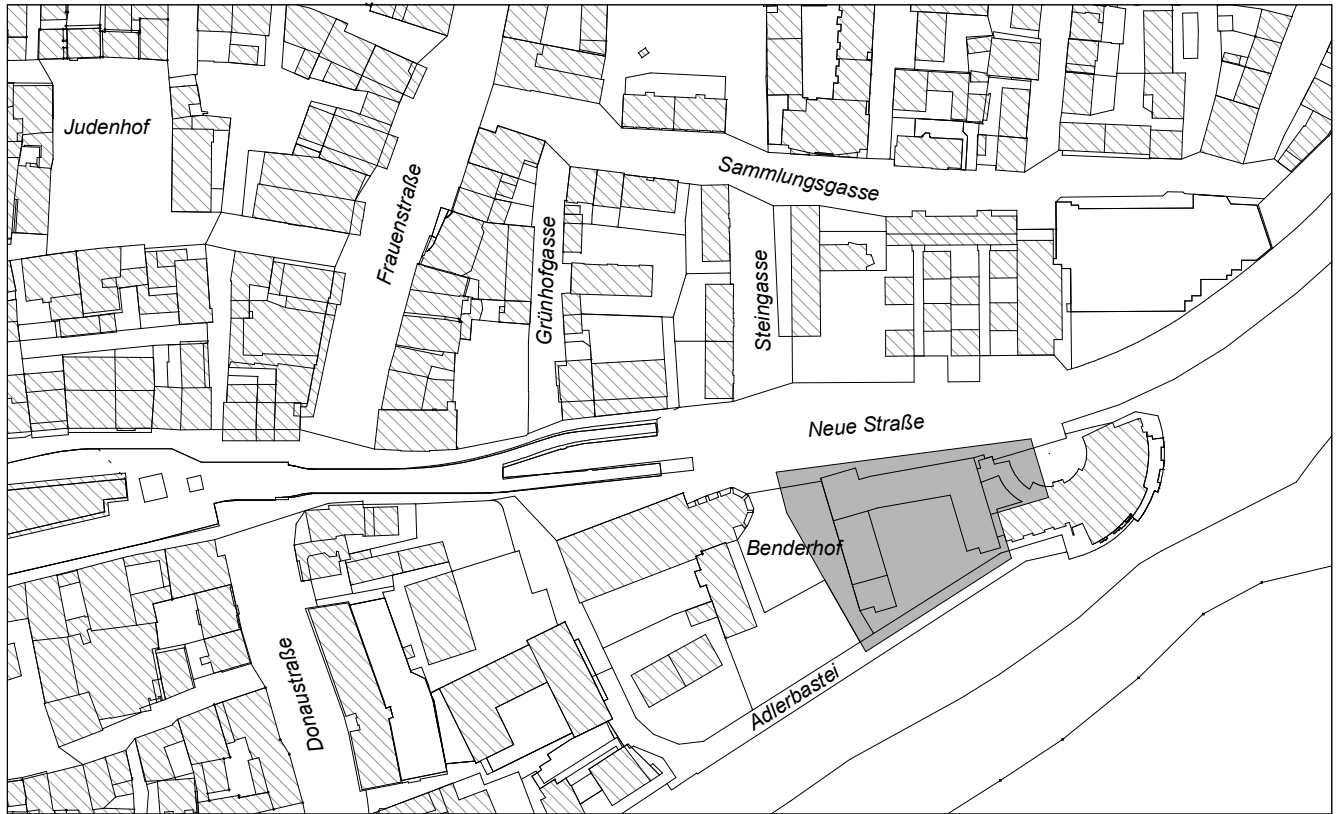 Judenhof
Sammlungsgasse
Frauenstraße
Grünhofgasse
Steingasse
Neue Straße
Benderhof
Donaustraße
Adlerbastei